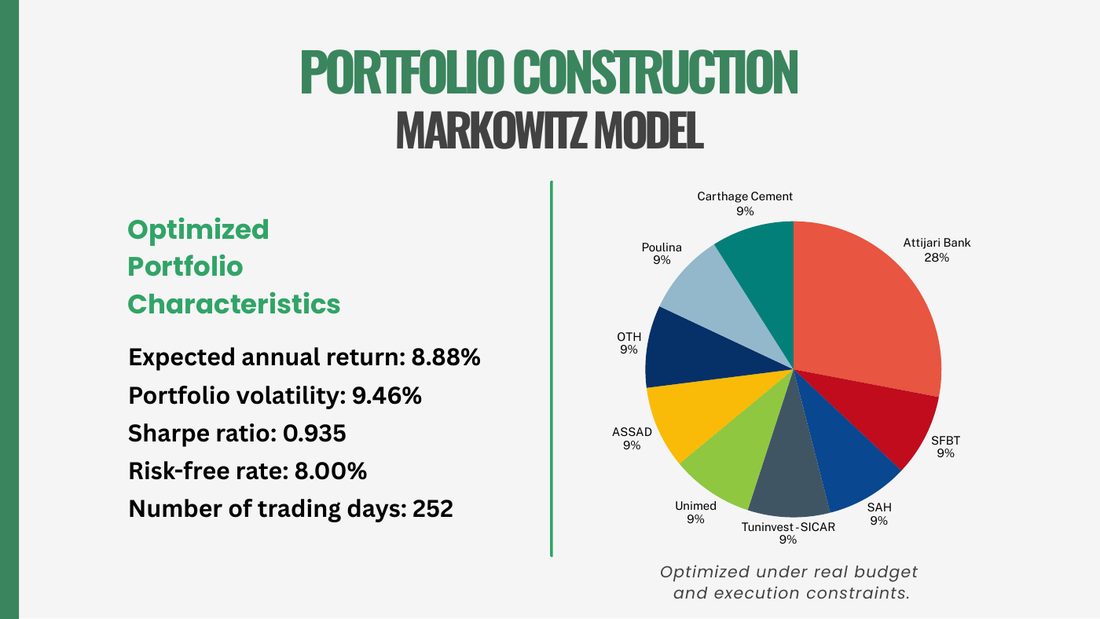 PORTFOLIO CONSTRUCTION
MARKOWITZ MODEL
Optimized
Portfolio
Characteristics
Expected annual return: 8.88%
Portfolio volatility: 9.46%
Sharpe ratio: 0.935
Risk-free rate: 8.00%
Number of trading days: 252
Carthage Cement
9%
Attijari Bank
28%
Poulina
9%
OTH
9%
ASSAD
9%
SFBT
9%
Unimed
9%
SAH
9%
Tuninvest - SICAR
9%
Optimized under real budget
and execution constraints.